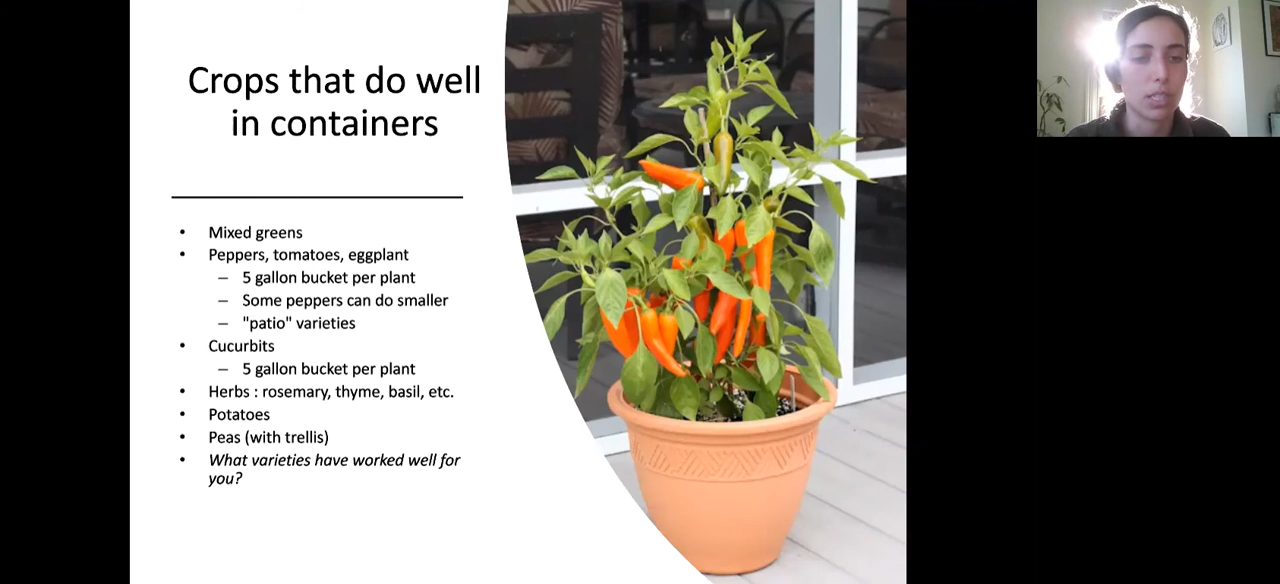 Crops that do well
in containers
• Mixed greens
• Peppers, tomatoes, eggplant
– 5 gallon bucket per plant
– Some peppers can do smaller
– "patio" varieties
• Cucurbits
– 5 gallon bucket per plant
• Herbs : rosemary, thyme, basil, etc.
• Potatoes
• Peas (with trellis)
• What varieties have worked well for
you?